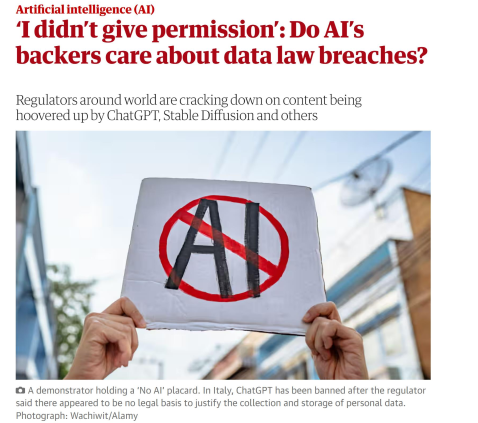 Artificial intelligence (AI)
‘I didn’t give permission’: Do AI’s
backers care about data law breaches?
Regulators around world are cracking down on content being
hoovered up by ChatGPT, Stable Diffusion and others
AI
A demonstrator holding a ‘No AI’ placard. In Italy, ChatGPT has been banned after the regulator
said there appeared to be no legal basis to justify the collection and storage of personal data.
Photograph: Wachiwit/Alamy